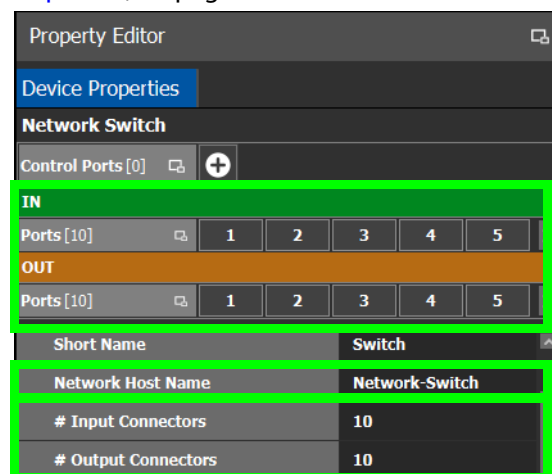 Property Editor
Device Properties
Network Switch
Control Ports [0]
IN
Ports [10] 1 2 3 4 5
OUT
Ports [10] 1 2 3 4 5
Short Name Switch
Network Host Name Network-Switch
# Input Connectors 10
# Output Connectors 10